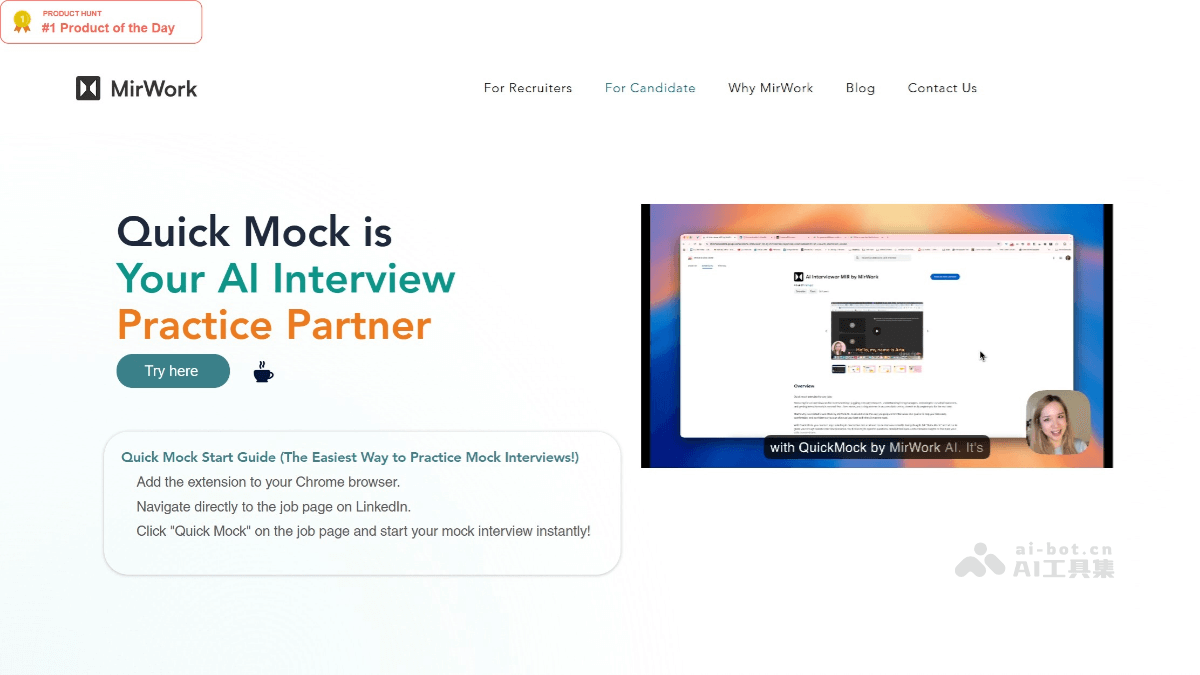 PRODUCT HUNT
#1 Product of the Day
MirWork
For Recruiters
For Candidate
Why MirWork
Blog
Contact Us
Quick Mock is
Your AI Interview
Practice Partner
Try here
Quick Mock Start Guide (The Easiest Way to Practice Mock Interviews!)
Add the extension to your Chrome browser.
Navigate directly to the job page on LinkedIn.
Click "Quick Mock" on the job page and start your mock interview instantly!
AI Interviewer MIR by MirWork
Hello, my name is
Overview
with QuickMock by MirWork AI. It's
ai-bot.cn
AI工具集